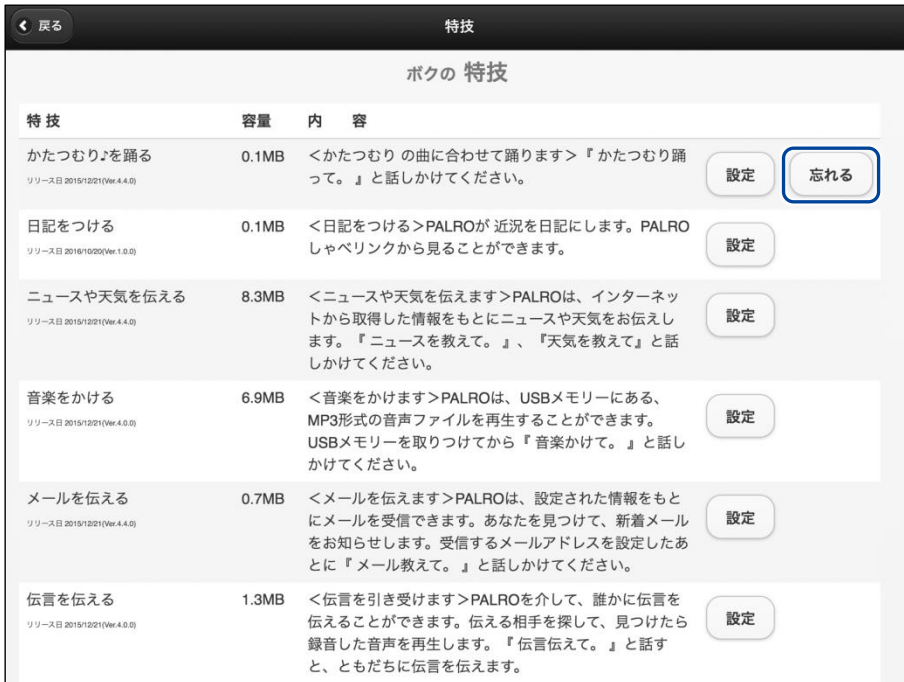 戻る
特技
ボクの 特技
特 技 容量 内 容
かたつむり♪を踊る 0.1MB ＜かたつむり の曲に合わせて踊ります＞『 かたつむり踊
リリース日 2015/12/21(Ver.4.4.0) って。 』と話しかけてください。 設定 忘れる
日記をつける 0.1MB ＜日記をつける＞PALROが 近況を日記にします。PALRO
リリース日 2016/10/20(Ver.1.0.0) しゃべリンクから見ることができます。 設定
ニュースや天気を伝える 8.3MB ＜ニュースや天気を伝えます＞PALROは、インターネッ
リリース日 2015/12/21(Ver.4.4.0) トから取得した情報をもとにニュースや天気をお伝えし 設定
ます。『 ニュースを教えて。 』、『天気を教えて』と話
しかけてください。
音楽をかける 6.9MB ＜音楽をかけます＞PALROは、USBメモリーにある、
リリース日 2015/12/21(Ver.4.0.0) MP3形式の音声ファイルを再生することができます。 設定
USBメモリーを取りつけてから『 音楽かけて。 』と話し
かけてください。
メールを伝える 0.7MB ＜メールを伝えます＞PALROは、設定された情報をもと
リリース日 2015/12/21(Ver.4.4.0) にメールを受信できます。あなたを見つけて、新着メール 設定
をお知らせします。受信するメールアドレスを設定したあ
とに『 メール教えて。 』と話しかけてください。
伝言を伝える 1.3MB ＜伝言を引き受けます＞PALROを介して、誰かに伝言を
リリース日 2015/12/21(Ver.4.0.0) 伝えることができます。伝える相手を探して、見つけたら 設定
録音した音声を再生します。『 伝言伝えて。 』と話す
と、ともだちに伝言を伝えます。